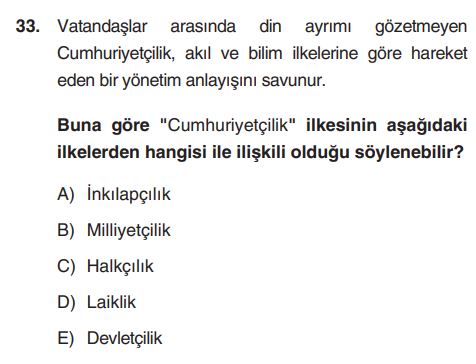 33. Vatandaşlar arasında din ayrımı gözetmeyen
Cumhuriyetçilik, akıl ve bilim ilkelerine göre hareket
eden bir yönetim anlayışını savunur.
Buna göre "Cumhuriyetçilik" ilkesinin aşağıdaki
ilkelerden hangisi ile ilişkili olduğu söylenebilir?
A) İnkılapçılık
B) Milliyetçilik
C) Halkçılık
D) Laiklik
E) Devletçilik